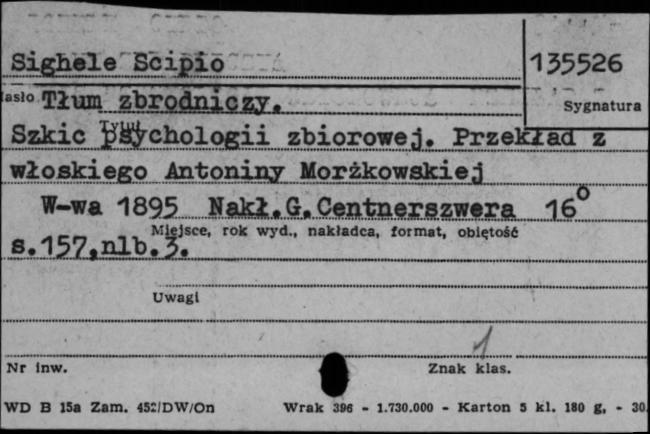 Sighele Scipio
135526
Tłum zbrodniczy.
Sygnatura
Tytuł
Szkic psychologii zbiorowej. Przekład z
włoskiego Antoniny Morżkowskiej
W-wa 1895 Nakł.G.Centnerszwera 16°
Miejsce, rok wyd., nakładca, format, objętość
s.157,nlb.3.
Uwagi
1
Nr inw.
Znak klas.
WD B 15a Zam. 452/DW/On Wrak 396 - 1.730.000 - Karton 5 kl. 180 g, - 30.